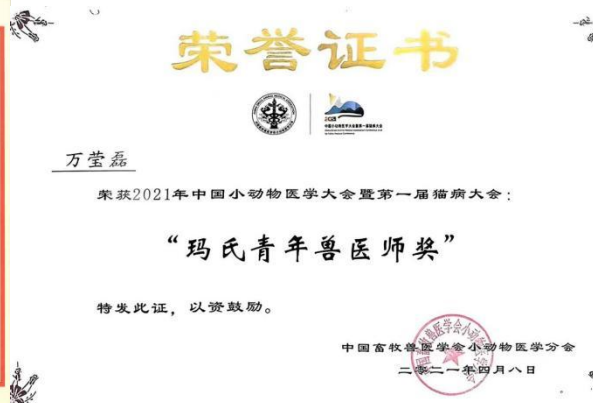 荣誉证书
万莹磊
荣获2021年中国小动物医学大会暨第一届猫病大会：
“玛氏青年兽医师奖”
特发此证，以资鼓励。
中国畜牧兽医学会小动物医学分会
二零二一年四月八日